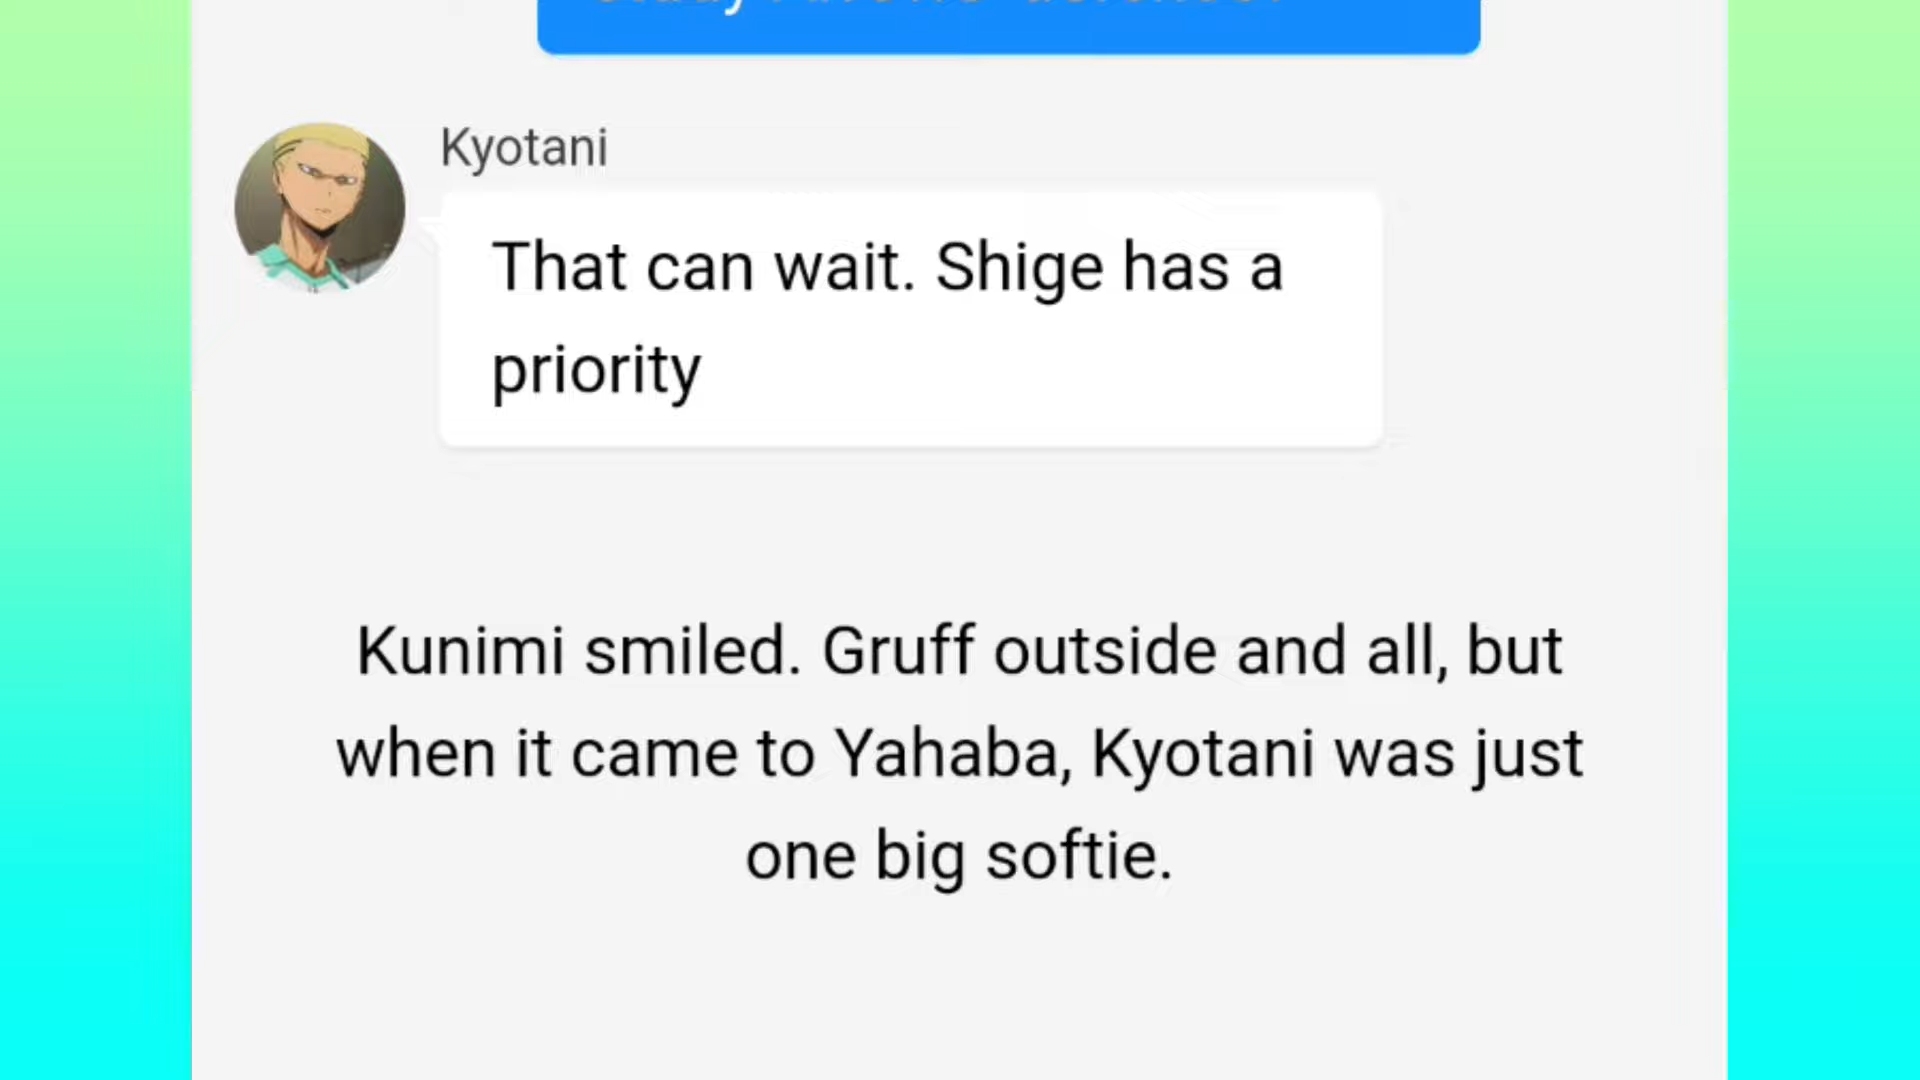 Kyotani
That can wait. Shige has a
priority
Kunimi smiled. Gruff outside and all, but
when it came to Yahaba, Kyotani was just
one big softie.